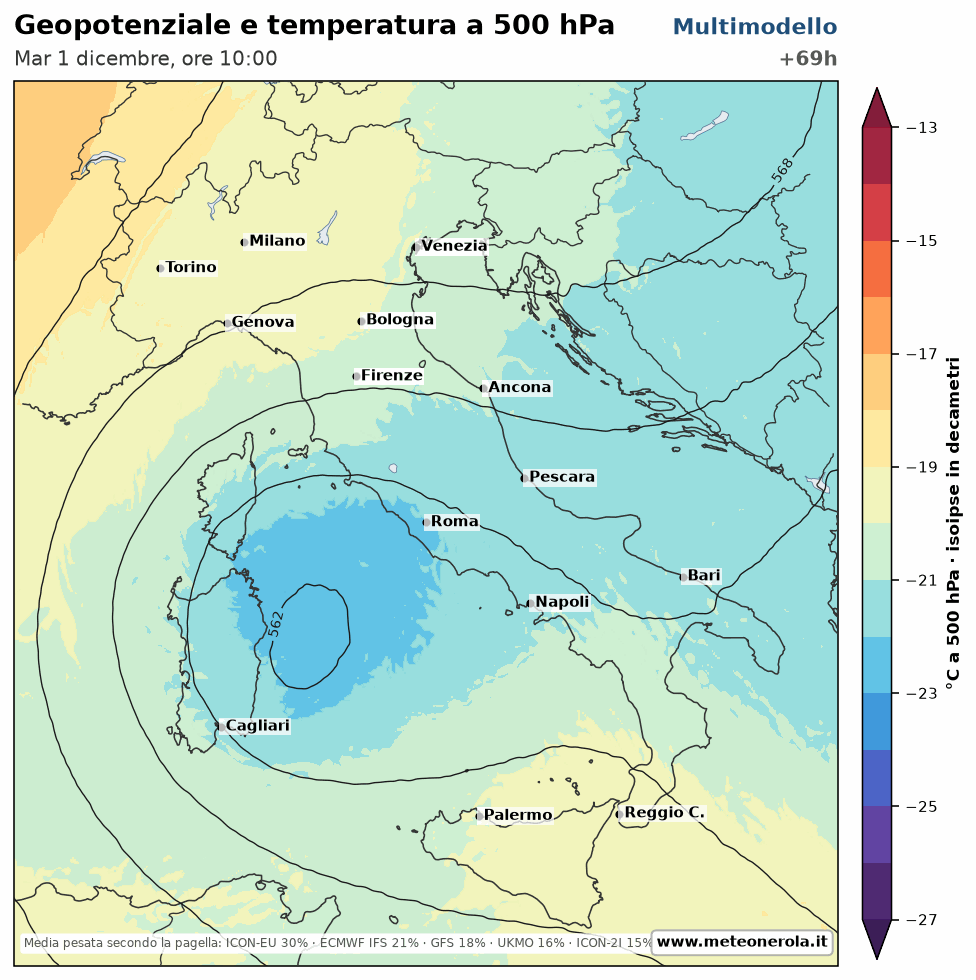 Geopotenziale e temperatura a 500 hPa
Multimodello
Mar 1 dicembre, ore 10:00
+69h
568
Milano
Venezia
Torino
Genova
Bologna
Firenze
Ancona
Pescara
Roma
Bari
Napoli
562
Cagliari
Palermo
Reggio C.
−13
−15
−17
−19
−21
−23
−25
−27
°C a 500 hPa · isoipse in decametri
Media pesata secondo la pagella: ICON-EU 30% · ECMWF IFS 21% · GFS 18% · UKMO 16% · ICON-2I 15%
www.meteonerola.it